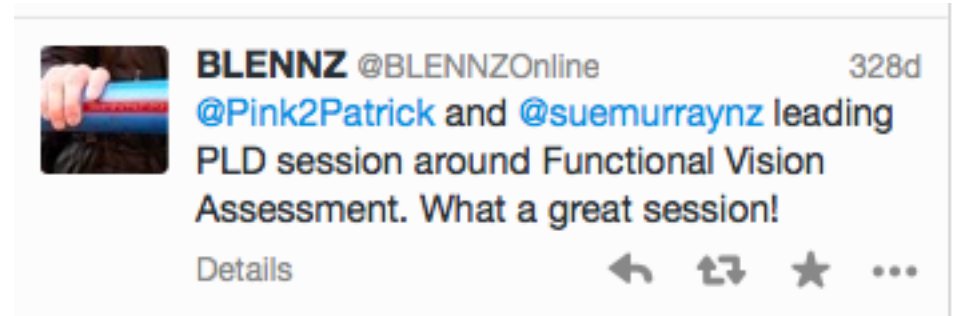 BLENNZ @BLENNZOnline 328d
@Pink2Patrick and @suemurraynz leading
PLD session around Functional Vision
Assessment. What a great session!
Details